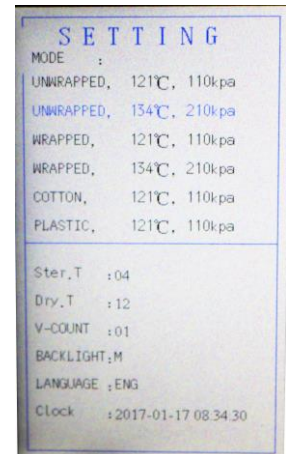 SETTING
MODE :
UNWRAPPED, 121℃, 110kpa
UNWRAPPED, 134℃, 210kpa
WRAPPED, 121℃, 110kpa
WRAPPED, 134℃, 210kpa
COTTON, 121℃, 110kpa
PLASTIC, 121℃, 110kpa
Ster.T :04
Dry.T :12
V-COUNT :01
BACKLIGHT:M
LANGUAGE :ENG
Clock :2017-01-17 08:34:30